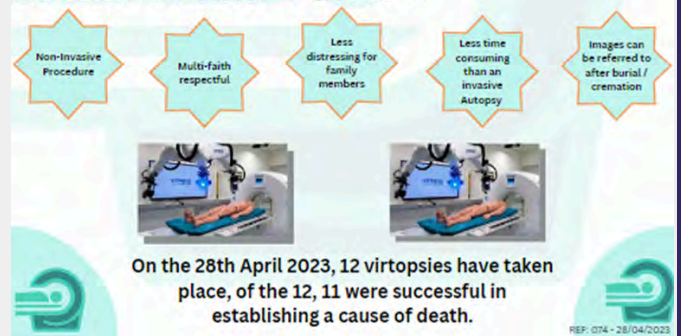 Non-Invasive
Procedure
Multi-faith
respectful
Less
distressing for
family
members
Less time
consuming
than an
invasive
Autopsy
Images can
be referred to
after burial /
cremation
On the 28th April 2023, 12 virtopsies have taken
place, of the 12, 11 were successful in
establishing a cause of death.
REF: 074 - 28/04/2023